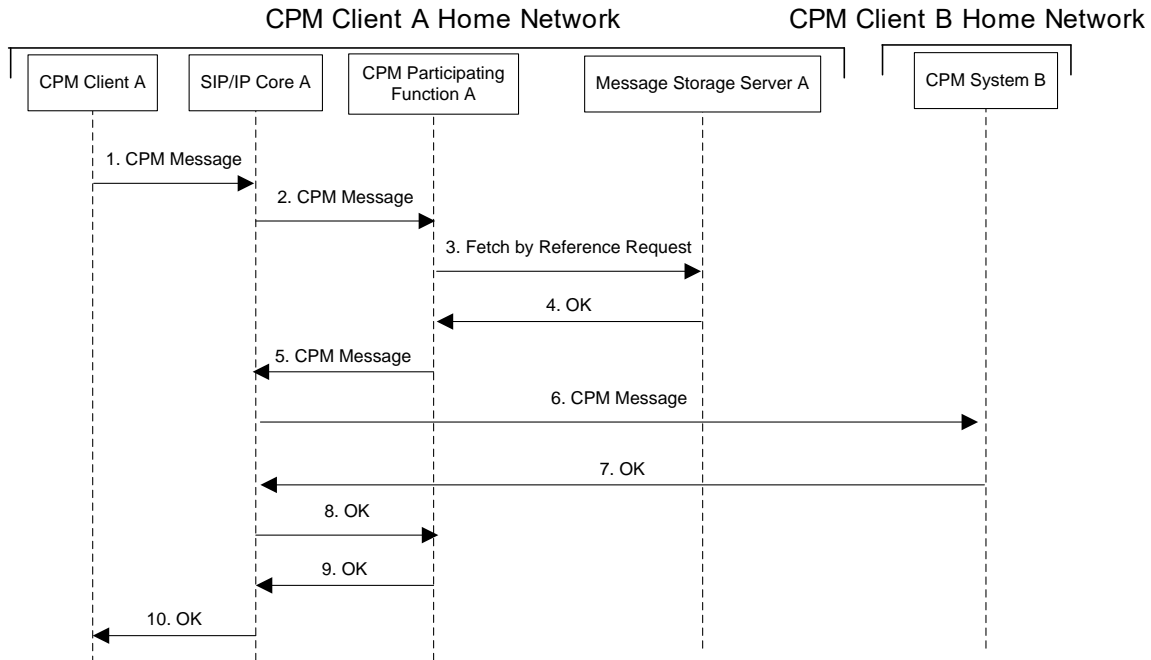 CPM Client A Home Network
CPM Client B Home Network
CPM Client A
SIP/IP Core A
CPM Participating
Function A
Message Storage Server A
CPM System B
1. CPM Message
2. CPM Message
3. Fetch by Reference Request
4. OK
5. CPM Message
6. CPM Message
7. OK
8. OK
9. OK
10. OK